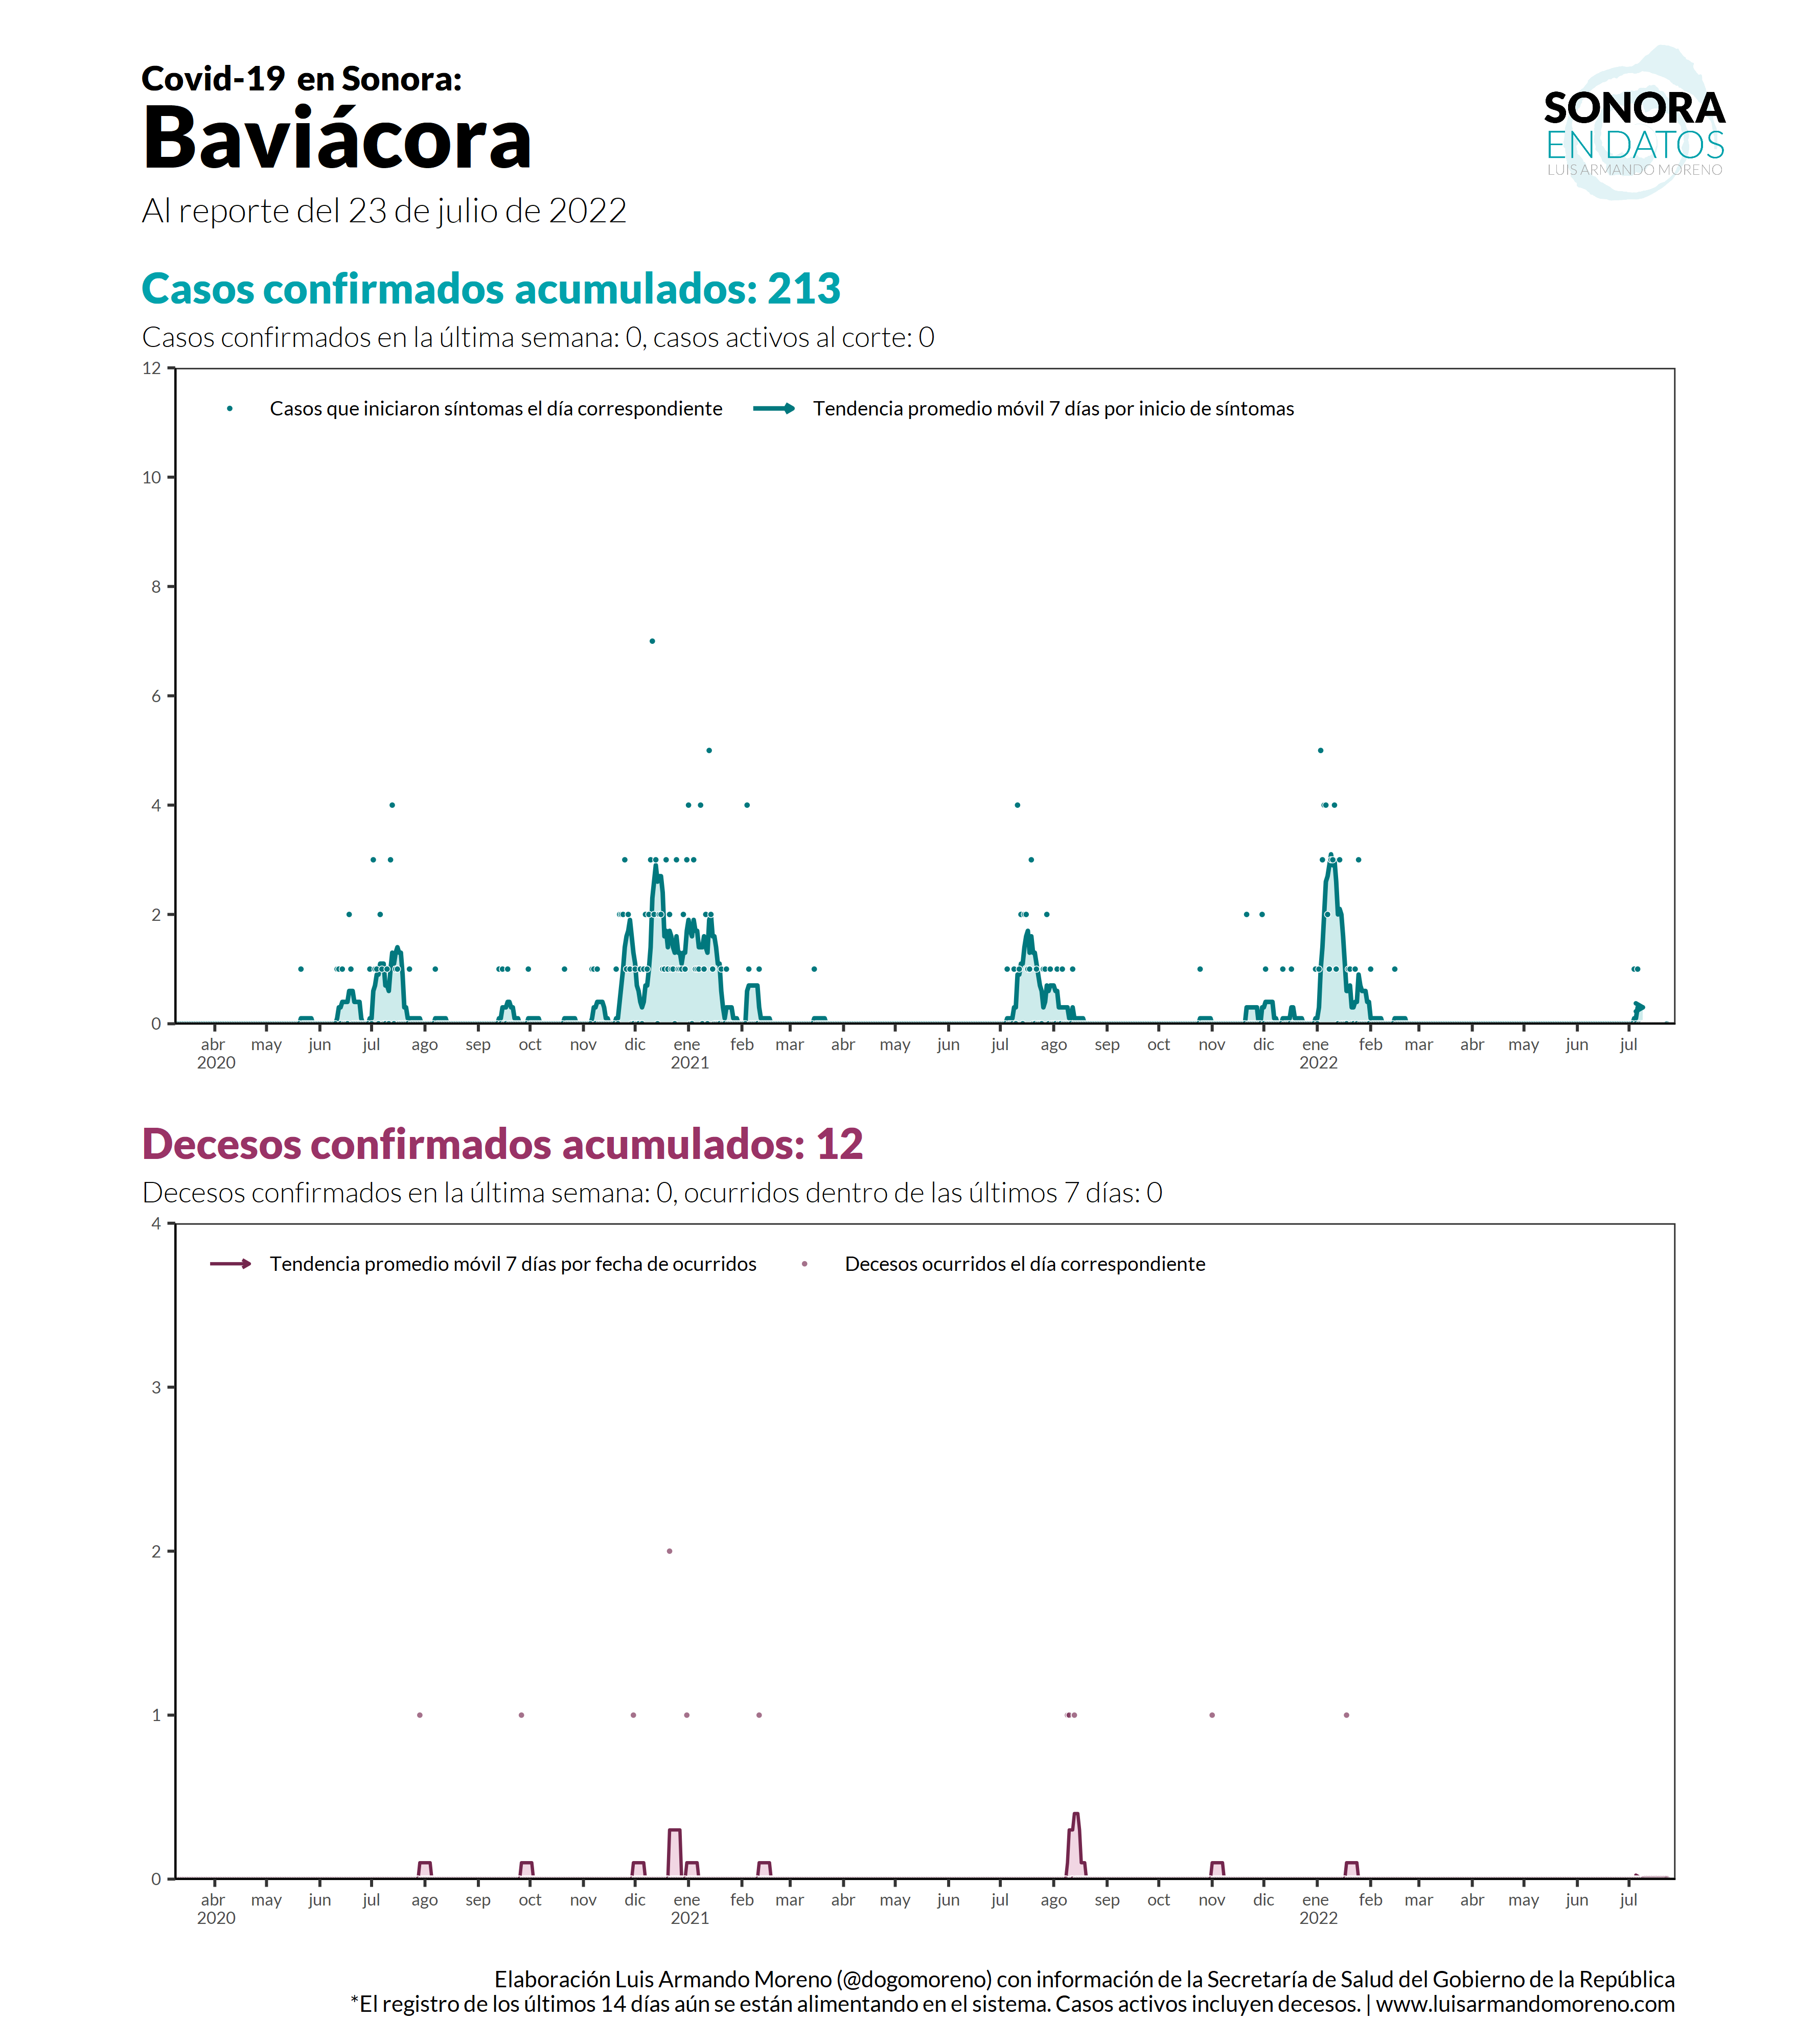 Covid-19 en Sonora:
Baviácora
Al reporte del 23 de julio de 2022
SONORA
EN DATOS
LUIS ARMANDO MORENO
Casos confirmados acumulados: 213
Casos confirmados en la última semana: 0, casos activos al corte: 0
Casos que iniciaron síntomas el día correspondiente
Tendencia promedio móvil 7 días por inicio de síntomas
12
10
8
6
4
2
0
abr may jun jul ago sep oct nov dic ene feb mar abr may jun jul ago sep oct nov dic ene feb mar abr may jun jul
2020 2021 2022
Decesos confirmados acumulados: 12
Decesos confirmados en la última semana: 0, ocurridos dentro de las últimos 7 días: 0
Tendencia promedio móvil 7 días por fecha de ocurridos
Decesos ocurridos el día correspondiente
4
3
2
1
0
abr may jun jul ago sep oct nov dic ene feb mar abr may jun jul ago sep oct nov dic ene feb mar abr may jun jul
2020 2021 2022
Elaboración Luis Armando Moreno (@dogomoreno) con información de la Secretaría de Salud del Gobierno de la República
*El registro de los últimos 14 días aún se están alimentando en el sistema. Casos activos incluyen decesos. | www.luisarmandomoreno.com